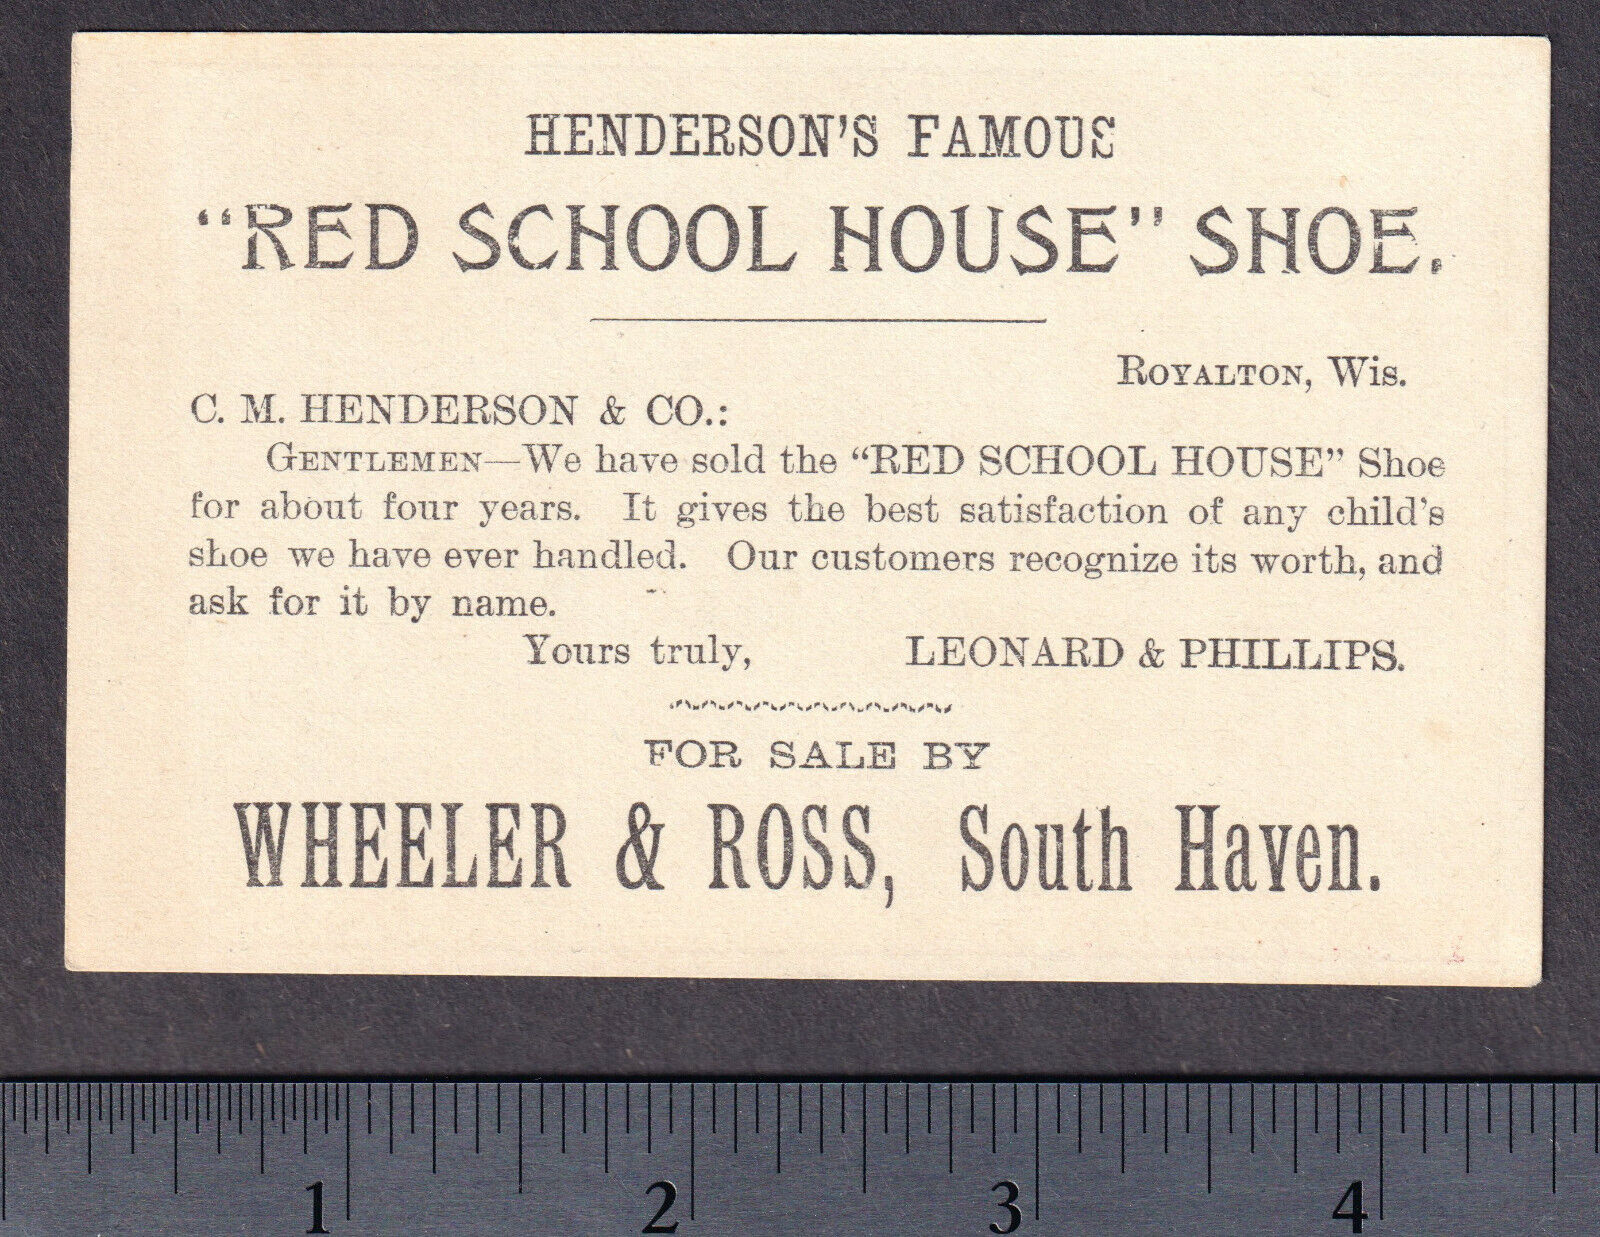 HENDERSON'S FAMOUS
"RED SCHOOL HOUSE" SHOE.
ROYALTON, WIS.
C. M. HENDERSON & CO.:
GENTLEMEN—We have sold the "RED SCHOOL HOUSE" Shoe
for about four years. It gives the best satisfaction of any child's
shoe we have ever handled. Our customers recognize its worth, and
ask for it by name.
Yours truly, LEONARD & PHILLIPS.
FOR SALE BY
WHEELER & ROSS, South Haven.
1 2 3 4